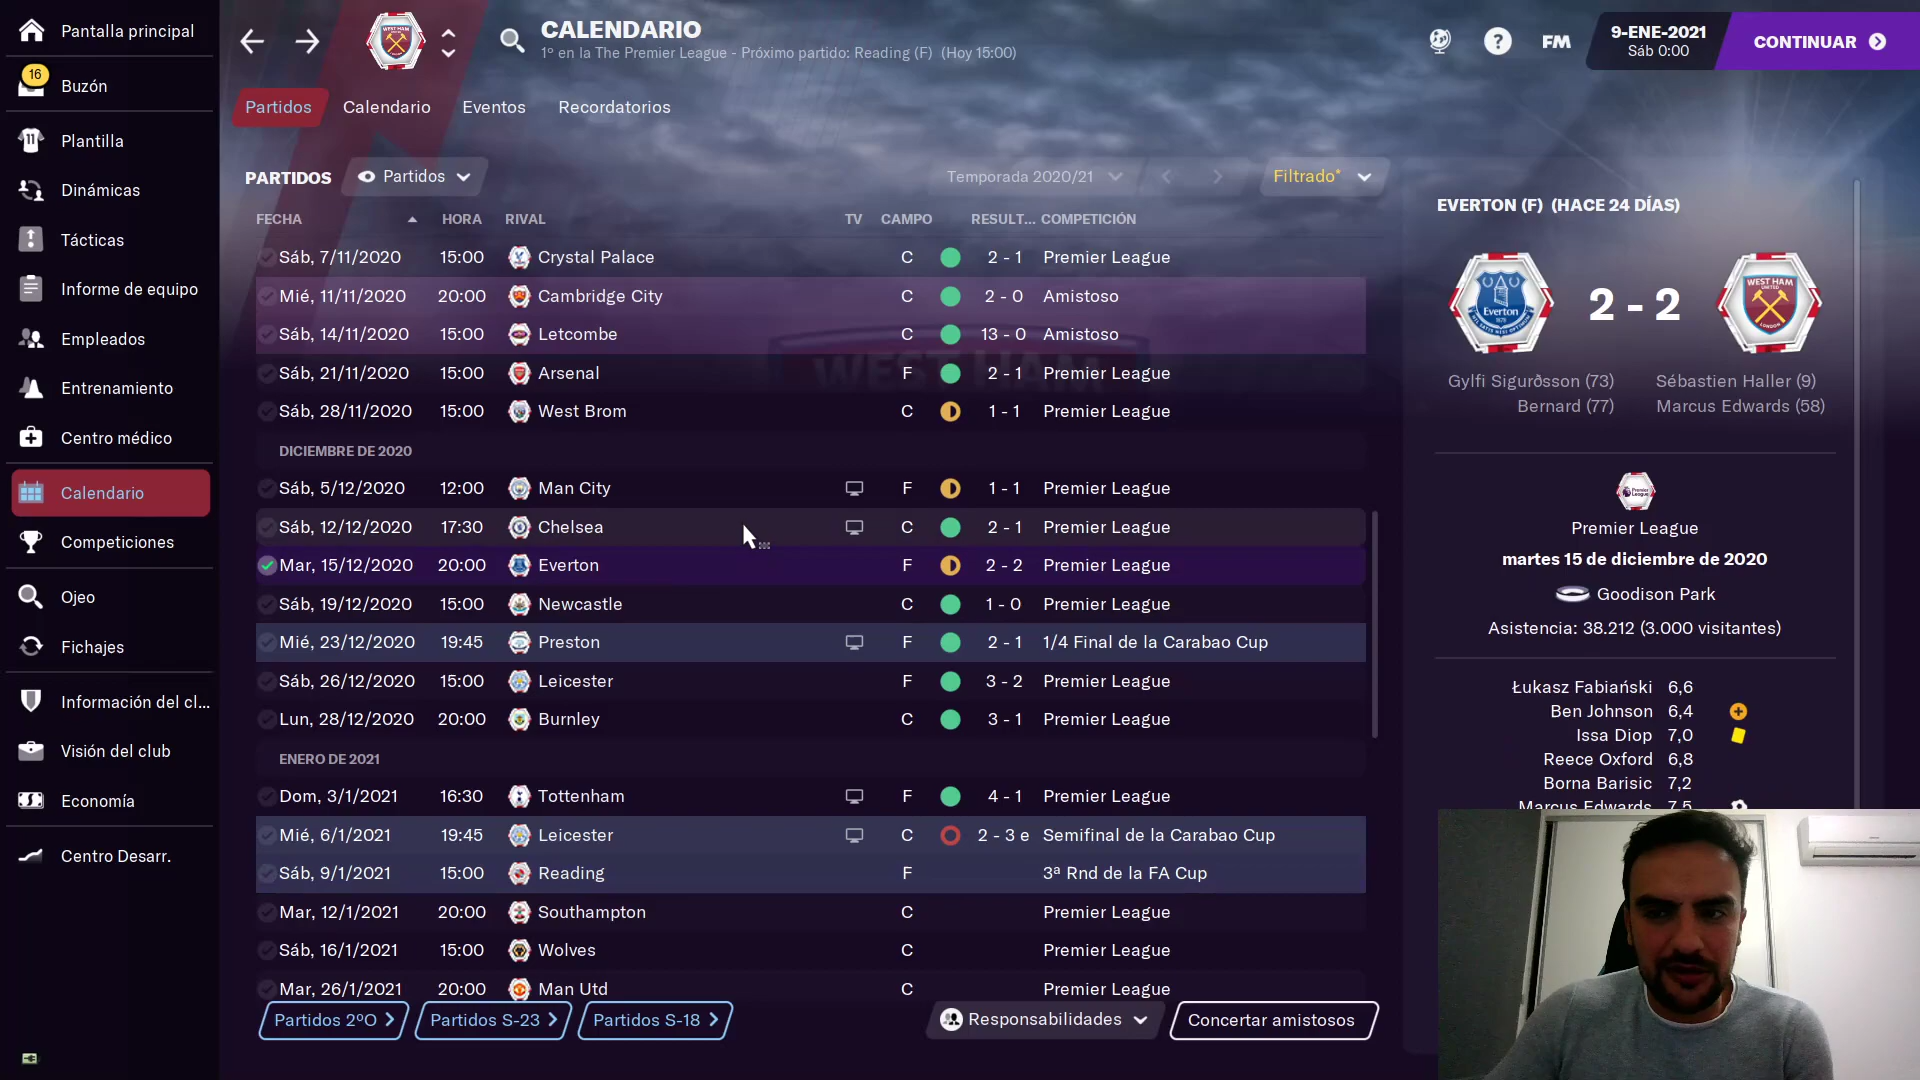 Pantalla principal
16
Buzón
Plantilla
Dinámicas
Tácticas
Informe de equipo
Empleados
Entrenamiento
Centro médico
Calendario
Competiciones
Ojeo
Fichajes
Información del cl...
Visión del club
Economía
Centro Desarr.
CALENDARIO
1º en la The Premier League - Próximo partido: Reading (F) (Hoy 15:00)
FM
9-ENE-2021
Sáb 0:00
CONTINUAR
Partidos Calendario Eventos Recordatorios
PARTIDOS Partidos Temporada 2020/21 Filtrado*
FECHA HORA RIVAL TV CAMPO RESULT... COMPETICIÓN
Sáb, 7/11/2020 15:00 Crystal Palace C 2 - 1 Premier League
Mié, 11/11/2020 20:00 Cambridge City C 2 - 0 Amistoso
Sáb, 14/11/2020 15:00 Letcombe C 13 - 0 Amistoso
Sáb, 21/11/2020 15:00 Arsenal F 2 - 1 Premier League
Sáb, 28/11/2020 15:00 West Brom C 1 - 1 Premier League
DICIEMBRE DE 2020
Sáb, 5/12/2020 12:00 Man City F 1 - 1 Premier League
Sáb, 12/12/2020 17:30 Chelsea C 2 - 1 Premier League
Mar, 15/12/2020 20:00 Everton F 2 - 2 Premier League
Sáb, 19/12/2020 15:00 Newcastle C 1 - 0 Premier League
Mié, 23/12/2020 19:45 Preston F 2 - 1 1/4 Final de la Carabao Cup
Sáb, 26/12/2020 15:00 Leicester F 3 - 2 Premier League
Lun, 28/12/2020 20:00 Burnley C 3 - 1 Premier League
ENERO DE 2021
Dom, 3/1/2021 16:30 Tottenham F 4 - 1 Premier League
Mié, 6/1/2021 19:45 Leicester C 2 - 3 e Semifinal de la Carabao Cup
Sáb, 9/1/2021 15:00 Reading F 3ª Rnd de la FA Cup
Mar, 12/1/2021 20:00 Southampton C Premier League
Sáb, 16/1/2021 15:00 Wolves C Premier League
Mar, 26/1/2021 20:00 Man Utd C Premier League
Partidos 2ºO Partidos S-23 Partidos S-18 Responsabilidades Concertar amistosos
EVERTON (F) (HACE 24 DÍAS)
Everton
WEST HAM
UNITED
LONDON
2 - 2
Gylfi Sigurðsson (73) Sébastien Haller (9)
Bernard (77) Marcus Edwards (58)
Premier League
martes 15 de diciembre de 2020
Goodison Park
Asistencia: 38.212 (3.000 visitantes)
Łukasz Fabiański 6,6
Ben Johnson 6,4
Issa Diop 7,0
Reece Oxford 6,8
Borna Barisic 7,2
Marcus Edwards 7,5